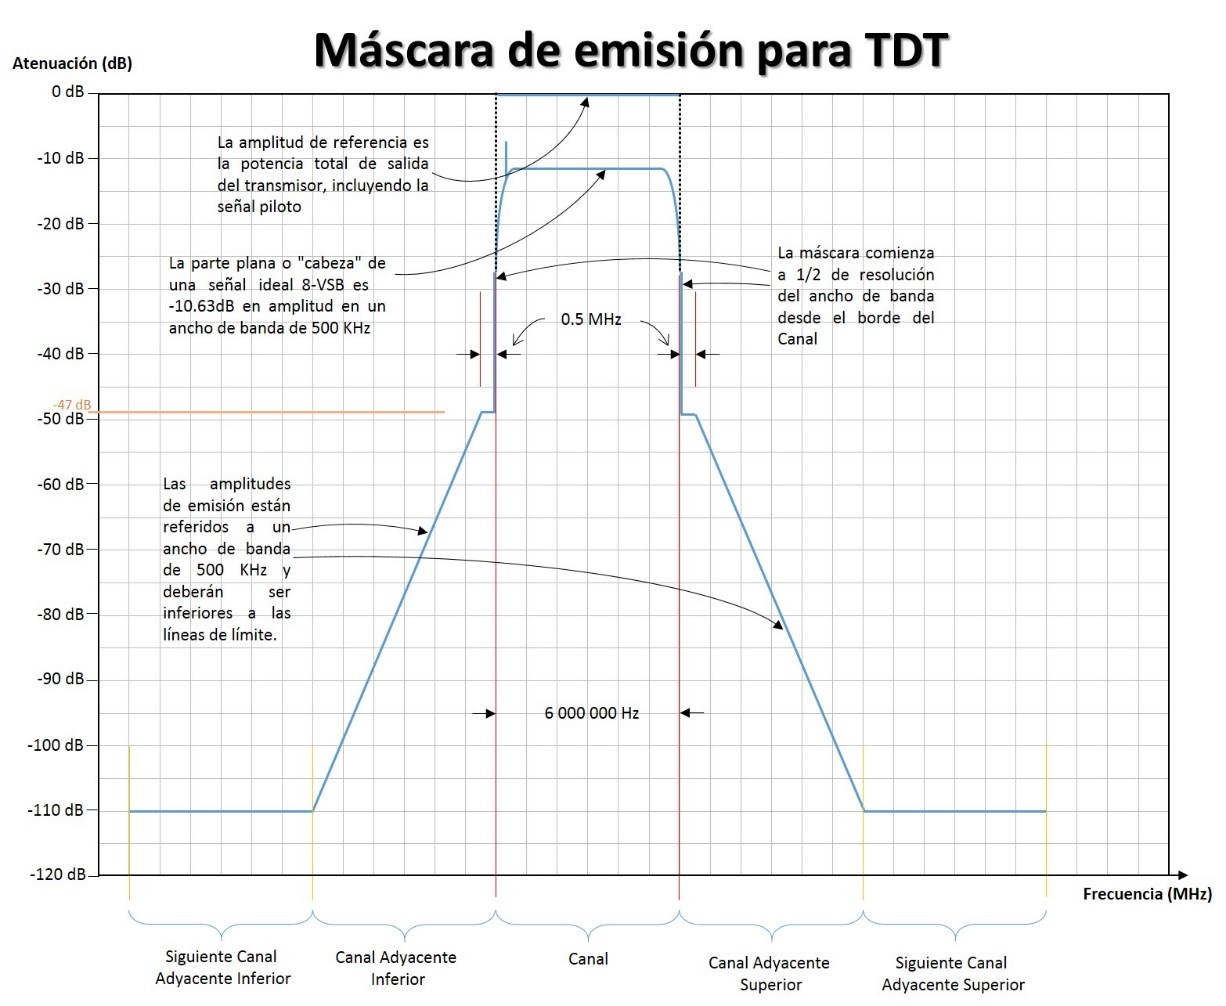 Máscara de emisión para TDT
Atenuación (dB)
0 dB
-10 dB
-20 dB
-30 dB
-40 dB
-47 dB
-50 dB
-60 dB
-70 dB
-80 dB
-90 dB
-100 dB
-110 dB
-120 dB
La amplitud de referencia es
la potencia total de salida
del transmisor, incluyendo la
señal piloto
La parte plana o "cabeza" de
una señal ideal 8-VSB es
-10.63dB en amplitud en un
ancho de banda de 500 KHz
La máscara comienza
a 1/2 de resolución
del ancho de banda
desde el borde del
Canal
0.5 MHz
Las amplitudes
de emisión están
referidos a un
ancho de banda
de 500 KHz y
deberán ser
inferiores a las
líneas de límite.
6 000 000 Hz
Frecuencia (MHz)
Siguiente Canal
Adyacente Inferior
Canal Adyacente
Inferior
Canal
Canal Adyacente
Superior
Siguiente Canal
Adyacente Superior